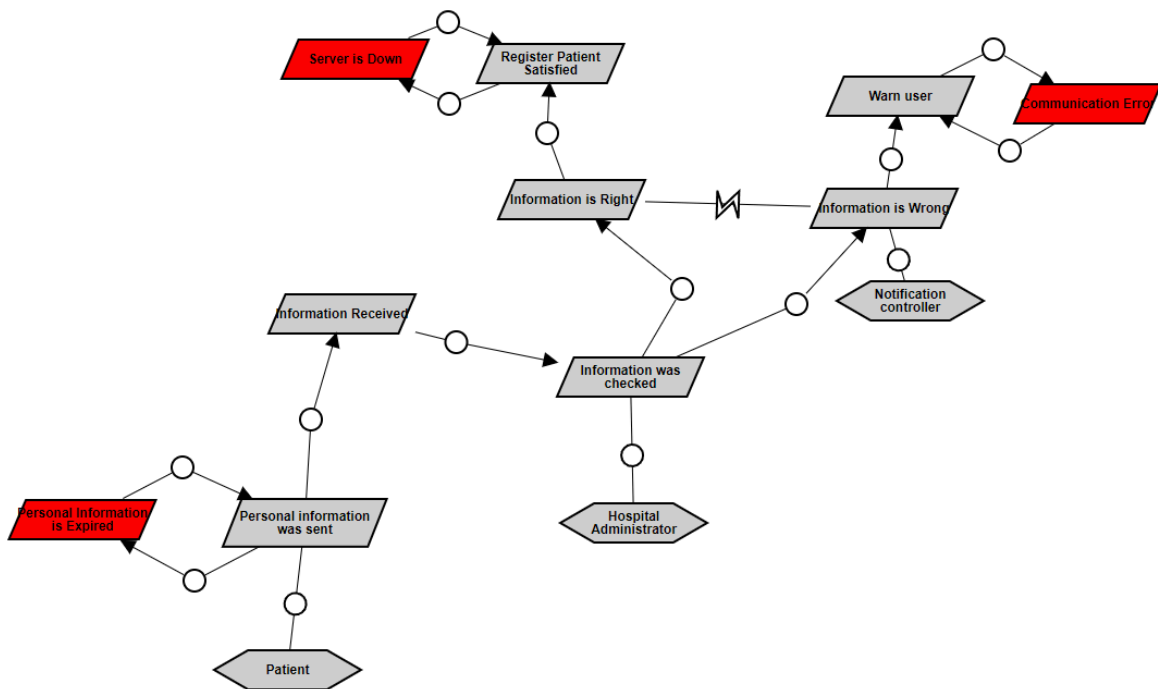 Server is Down
Register Patient
Satisfied
Warn user
Communication Error
Information is Right
Information is Wrong
Notification
controller
Information Received
Information was
checked
Personal Information
is Expired
Personal information
was sent
Hospital
Administrator
Patient